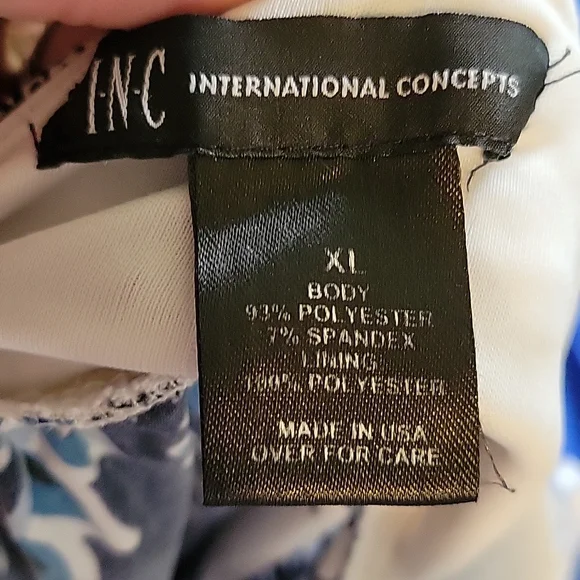 I·N·C INTERNATIONAL CONCEPTS
XL
BODY
93% POLYESTER
7% SPANDEX
LINING
100% POLYESTER
MADE IN USA
OVER FOR CARE